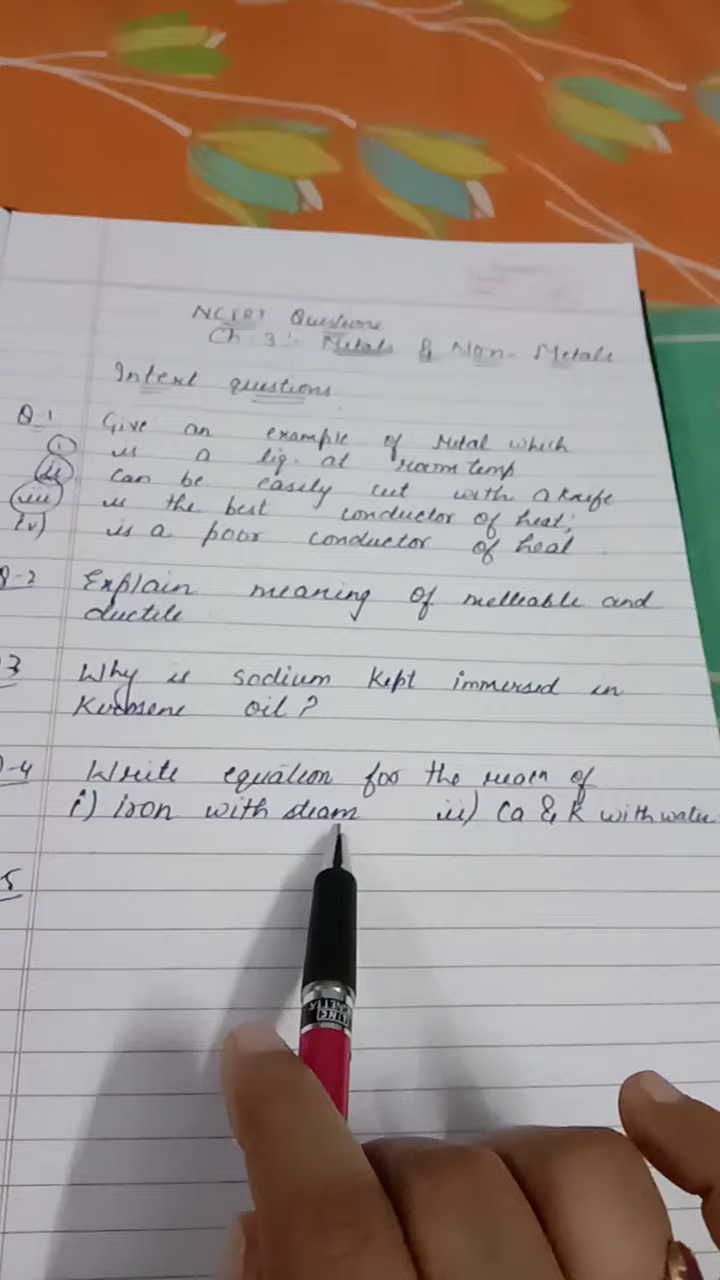 NCERT Questions
Ch 3:- Metals & Non-Metals
Intext questions
Q.1 Give an example of Metal which
(i) is a liq. at room temp
(ii) can be easily cut with a knife
(iii) is the best conductor of heat;
(iv) is a poor conductor of heat
Q-2 Explain meaning of melleable and
ductile
3 Why is sodium kept immersed in
oil?
Q-4 Write equation for the of
i) iron with steam ii) Ca & K with water
5